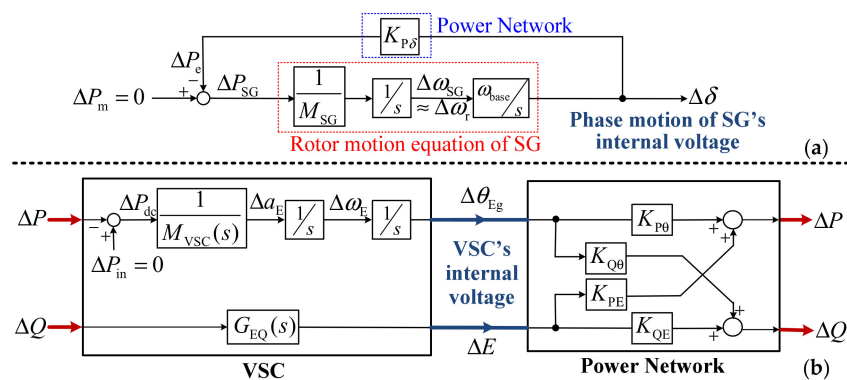 Power Network
K_Pδ
ΔP_e
−
ΔP_m = 0
+
ΔP_SG
1
M_SG
1/s
Δω_SG
≈ Δω_r
ω_base/s
Δδ
Rotor motion equation of SG
Phase motion of SG's
internal voltage
(a)
ΔP
−
+
ΔP_dc
1
M_VSC(s)
Δa_E
1/s
Δω_E
1/s
ΔP_in = 0
Δθ_Eg
VSC's
internal
voltage
K_Pθ
+
+
ΔP
K_Qθ
K_PE
ΔQ
G_EQ(s)
ΔE
K_QE
+
+
ΔQ
VSC
Power Network
(b)